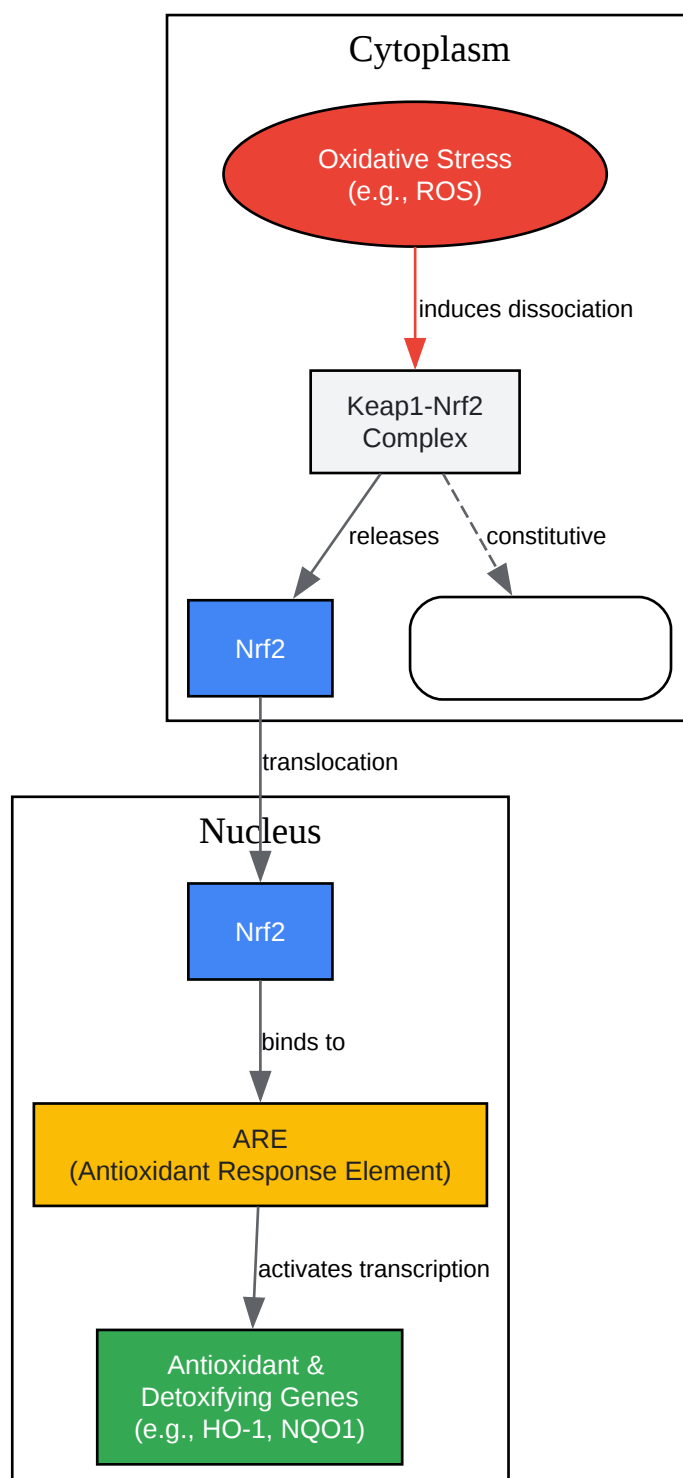 Cytoplasm
Oxidative Stress
(e.g., ROS)
induces dissociation
Keap1-Nrf2
Complex
releases
constitutive
Nrf2
translocation
Nucleus
Nrf2
binds to
ARE
(Antioxidant Response Element)
activates transcription
Antioxidant &
Detoxifying Genes
(e.g., HO-1, NQO1)